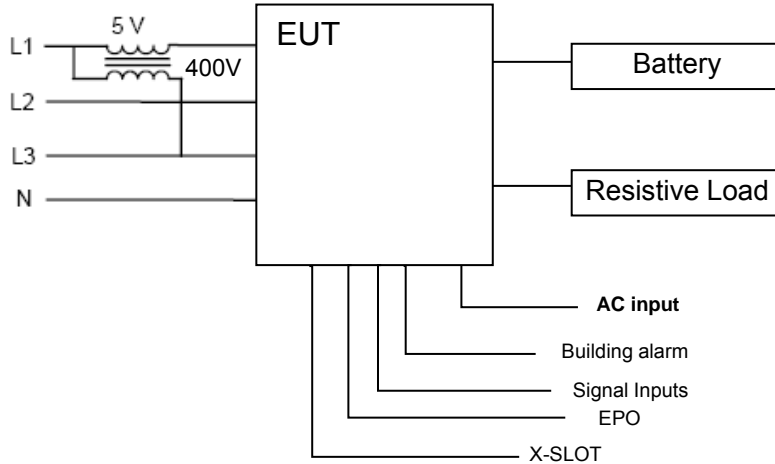 5 V
EUT
L1
400V
Battery
L2
L3
Resistive Load
N
AC input
Building alarm
Signal Inputs
EPO
X-SLOT